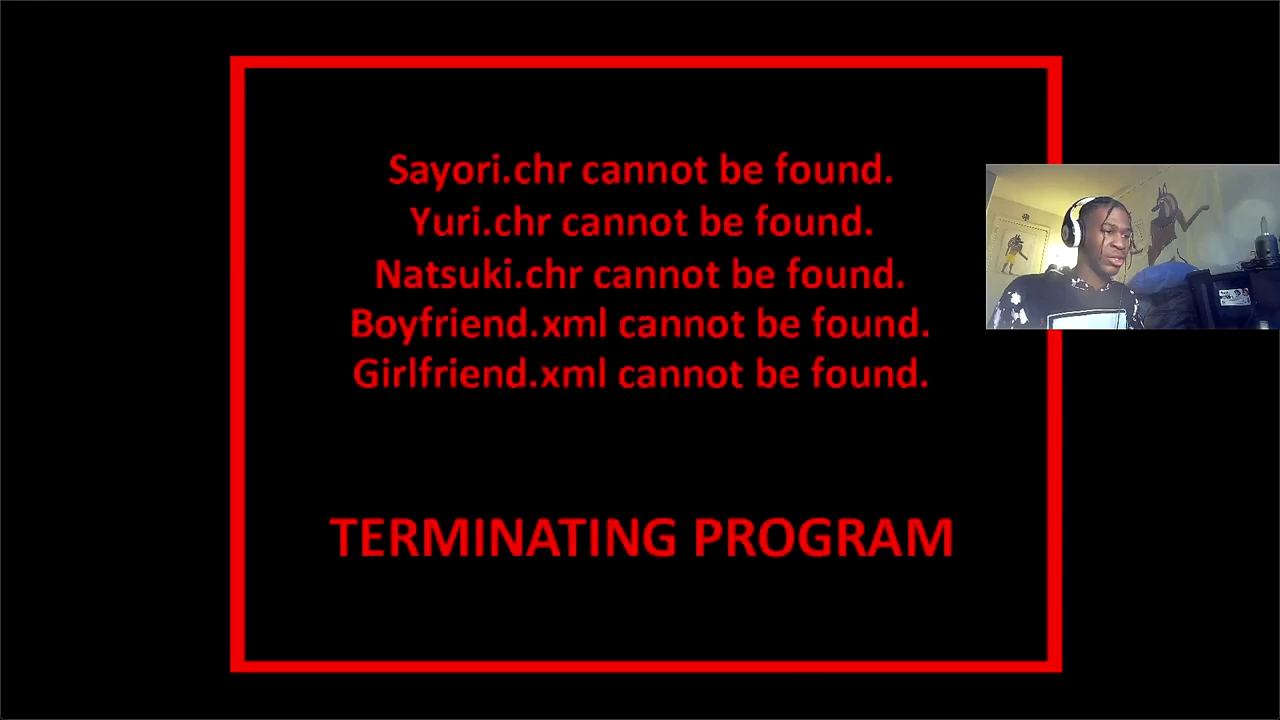 Sayori.chr cannot be found.
Yuri.chr cannot be found.
Natsuki.chr cannot be found.
Boyfriend.xml cannot be found.
Girlfriend.xml cannot be found.
TERMINATING PROGRAM